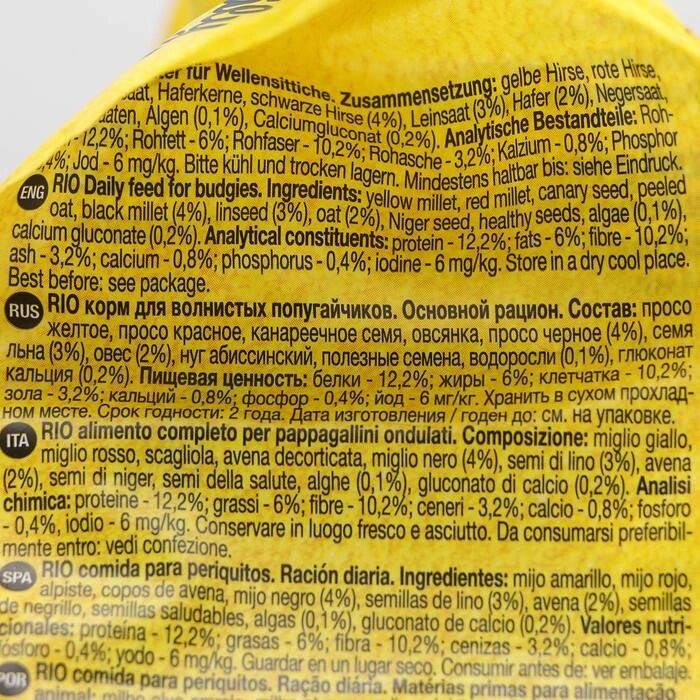 für Wellensittiche. Zusammensetzung: gelbe Hirse, rote Hirse,
Haferkerne, schwarze Hirse (4%), Leinsaat (3%), Hafer (2%), Negersaat,
Algen (0,1%), Calciumgluconat (0,2%). Analytische Bestandteile: Roh-
12,2%; Rohfett - 6%; Rohfaser - 10,2%; Rohasche - 3,2%; Kalzium - 0,8%; Phosphor
Jod - 6 mg/kg. Bitte kühl und trocken lagern. Mindestens haltbar bis: siehe Eindruck.
ENG RIO Daily feed for budgies. Ingredients: yellow millet, red millet, canary seed, peeled
oat, black millet (4%), linseed (3%), oat (2%), Niger seed, healthy seeds, algae (0,1%),
calcium gluconate (0,2%). Analytical constituents: protein - 12,2%; fats - 6%; fibre - 10,2%;
ash - 3,2%; calcium - 0,8%; phosphorus - 0,4%; iodine - 6 mg/kg. Store in a dry cool place.
Best before: see package.
RUS RIO корм для волнистых попугайчиков. Основной рацион. Состав: просо
желтое, просо красное, канареечное семя, овсянка, просо черное (4%), семя
льна (3%), овес (2%), нуг абиссинский, полезные семена, водоросли (0,1%), глюконат
кальция (0,2%). Пищевая ценность: белки - 12,2%; жиры - 6%; клетчатка - 10,2%;
зола - 3,2%; кальций - 0,8%; фосфор - 0,4%; йод - 6 мг/кг. Хранить в сухом прохлад-
ном месте. Срок годности: 2 года. Дата изготовления / годен до: см. на упаковке.
ITA RIO alimento completo per pappagallini ondulati. Composizione: miglio giallo,
miglio rosso, scagliola, avena decorticata, miglio nero (4%), semi di lino (3%), avena
(2%), semi di niger, semi della salute, alghe (0,1%), gluconato di calcio (0,2%). Analisi
chimica: proteine - 12,2%; grassi - 6%; fibre - 10,2%; ceneri - 3,2%; calcio - 0,8%; fosforo
- 0,4%, iodio - 6 mg/kg. Conservare in luogo fresco e asciutto. Da consumarsi preferibil-
mente entro: vedi confezione.
SPA RIO comida para periquitos. Ración diaria. Ingredientes: mijo amarillo, mijo rojo,
alpiste, copos de avena, mijo negro (4%), semillas de lino (3%), avena (2%), semillas
de negrillo, semillas saludables, algas (0,1%), gluconato de calcio (0,2%). Valores nutri-
cionales: proteína - 12,2%; grasas - 6%; fibra - 10,2%; cenizas - 3,2%; calcio - 0,8%;
fósforo - 0,4%; yodo - 6 mg/kg. Guardar en un lugar seco. Consumir antes de: ver embalaje.
POR RIO comida para periquitos. Ração diária. Matérias primas para alimentação
animal: